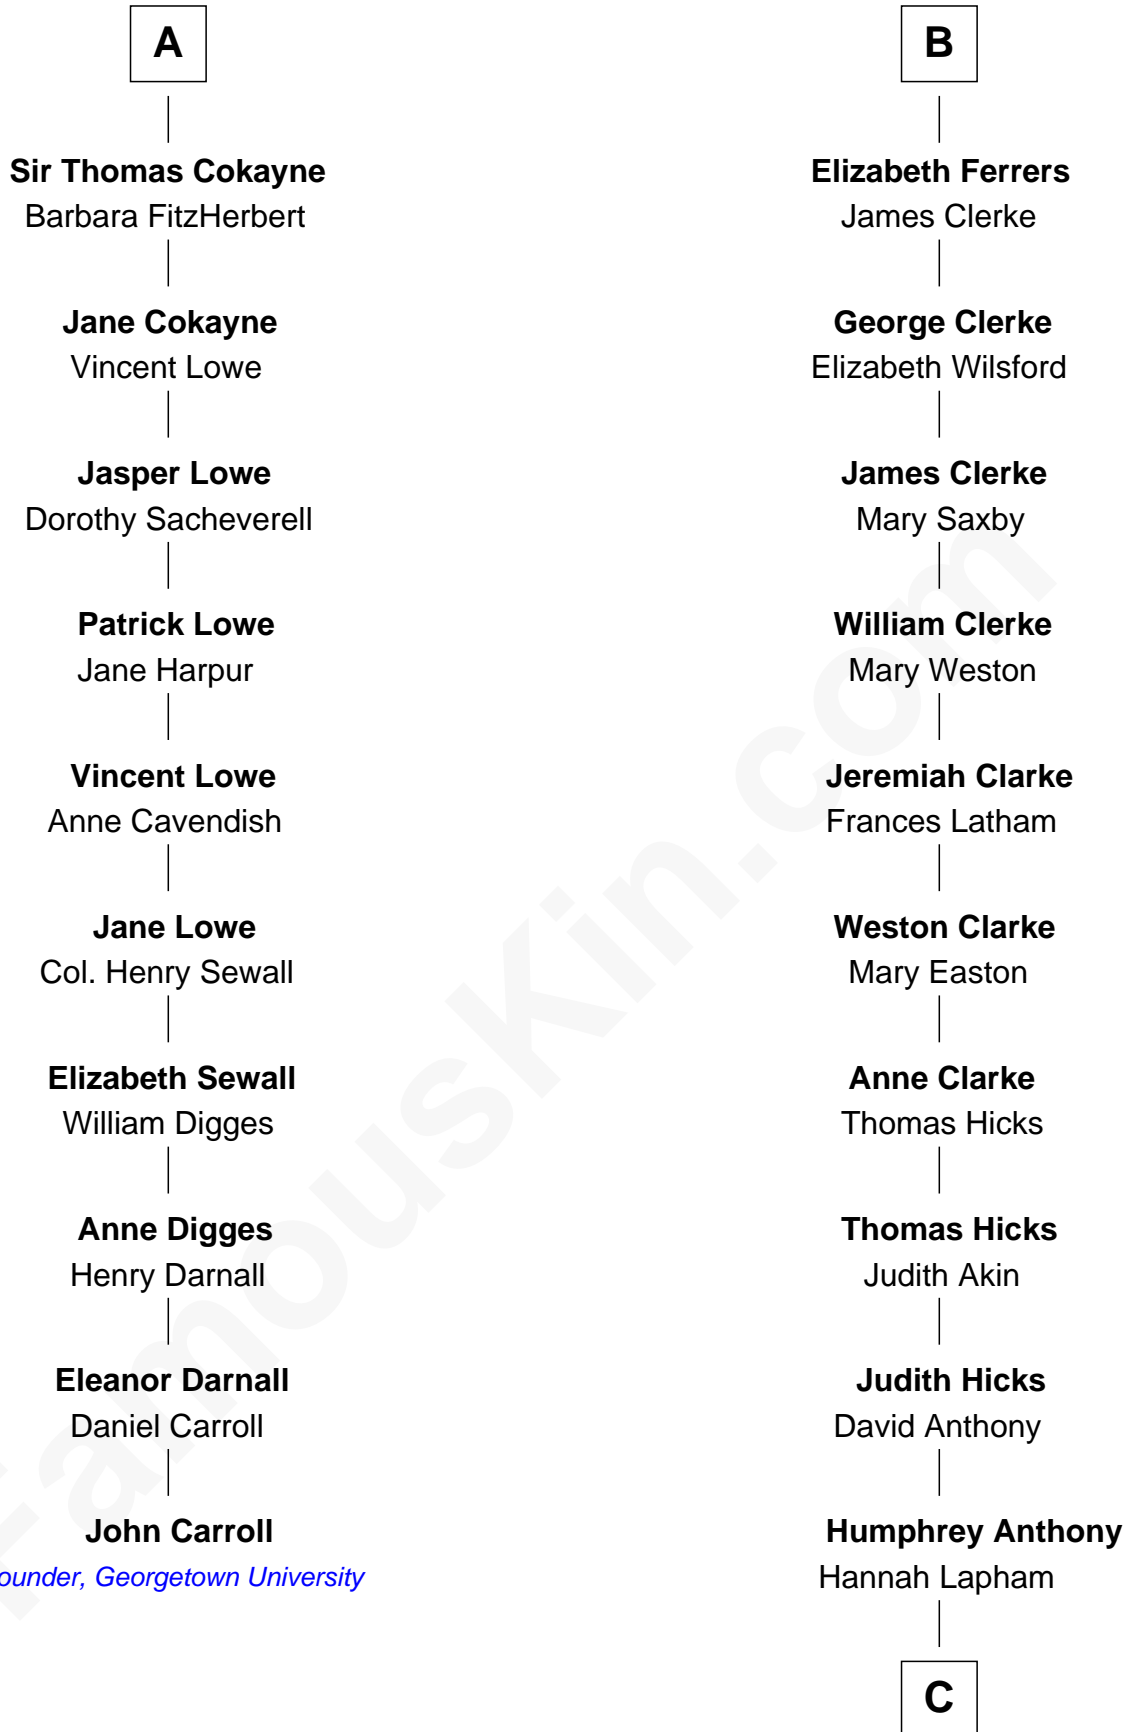 A
Sir Thomas Cokayne
Barbara FitzHerbert
Jane Cokayne
Vincent Lowe
Jasper Lowe
Dorothy Sacheverell
Patrick Lowe
Jane Harpur
Vincent Lowe
Anne Cavendish
Jane Lowe
Col. Henry Sewall
Elizabeth Sewall
William Digges
Anne Digges
Henry Darnall
Eleanor Darnall
Daniel Carroll
John Carroll
ounder, Georgetown University
B
Elizabeth Ferrers
James Clerke
George Clerke
Elizabeth Wilsford
James Clerke
Mary Saxby
William Clerke
Mary Weston
Jeremiah Clarke
Frances Latham
Weston Clarke
Mary Easton
Anne Clarke
Thomas Hicks
Thomas Hicks
Judith Akin
Judith Hicks
David Anthony
Humphrey Anthony
Hannah Lapham
C
FamousKin.com